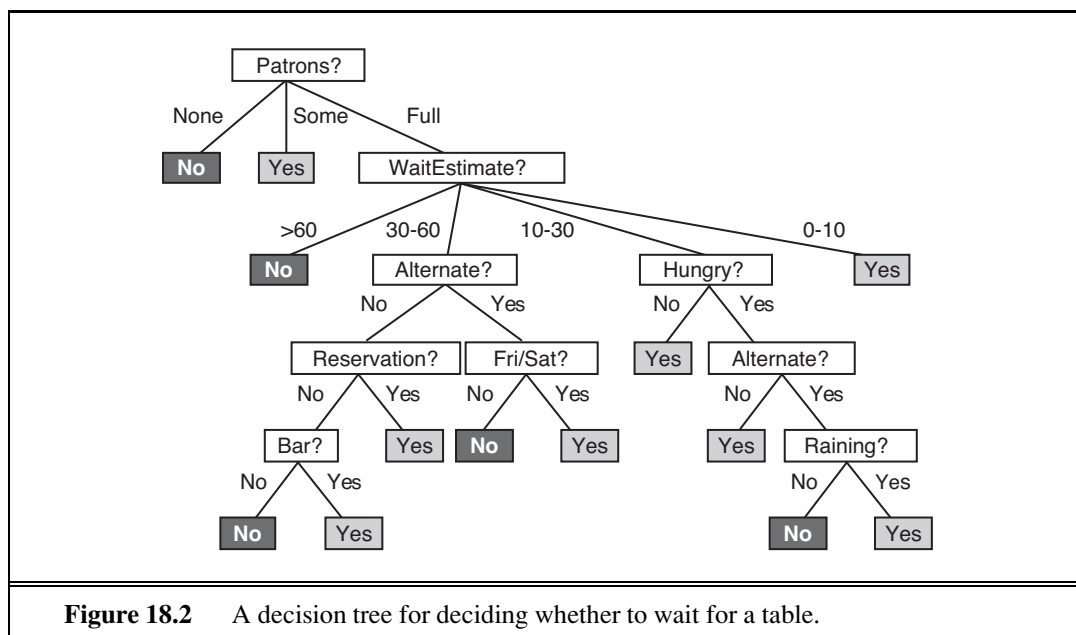 Patrons?
None Some Full
No Yes WaitEstimate?
>60 30-60 10-30 0-10
No Alternate? Hungry? Yes
No Yes No Yes
Reservation? Fri/Sat? Yes Alternate?
No Yes No Yes No Yes
Bar? Yes No Yes Yes Raining?
No Yes No Yes
No Yes No Yes
Figure 18.2 A decision tree for deciding whether to wait for a table.